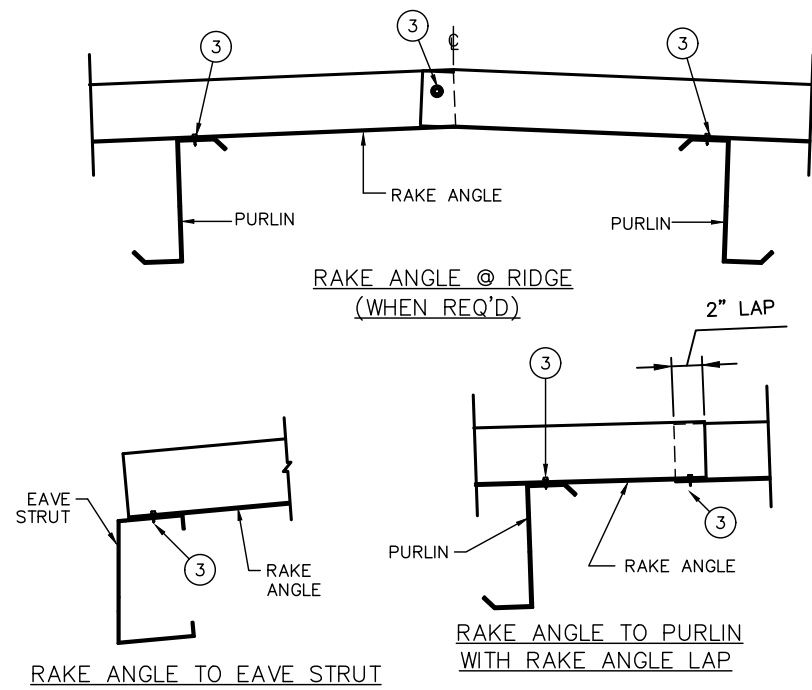 3
℄
3
3
RAKE ANGLE
PURLIN
PURLIN
RAKE ANGLE @ RIDGE
(WHEN REQ'D)
2" LAP
3
EAVE
STRUT
3
RAKE
ANGLE
PURLIN
3
RAKE ANGLE
RAKE ANGLE TO EAVE STRUT
RAKE ANGLE TO PURLIN
WITH RAKE ANGLE LAP